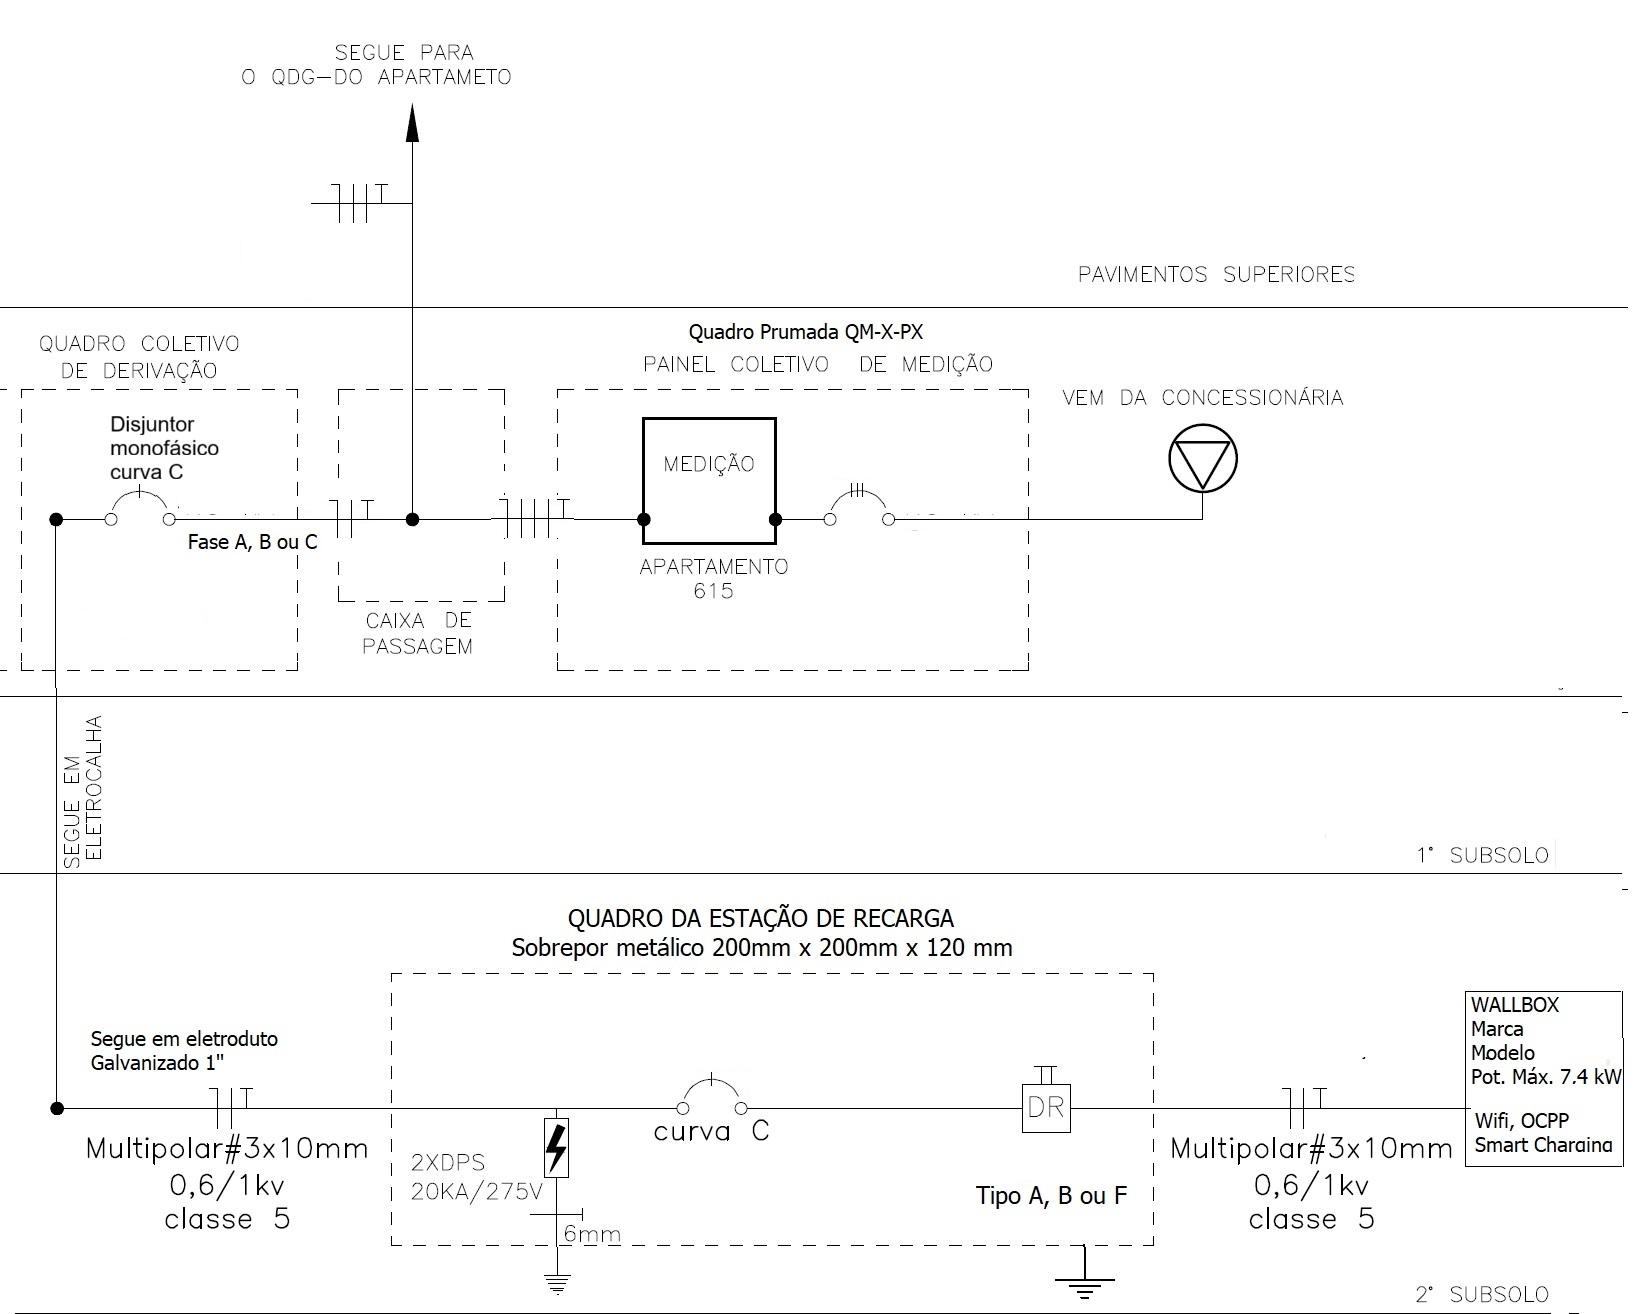 SEGUE PARA
O QDG-DO APARTAMETO
PAVIMENTOS SUPERIORES
QUADRO COLETIVO
DE DERIVAÇÃO
Quadro Prumada QM-X-PX
PAINEL COLETIVO DE MEDIÇÃO
VEM DA CONCESSIONÁRIA
Disjuntor
monofásico
curva C
MEDIÇÃO
Fase A, B ou C
APARTAMENTO
615
CAIXA DE
PASSAGEM
SEGUE EM
ELETROCALHA
1° SUBSOLO
QUADRO DA ESTAÇÃO DE RECARGA
Sobrepor metálico 200mm x 200mm x 120 mm
Segue em eletroduto
Galvanizado 1"
Multipolar#3x10mm
0,6/1kv
classe 5
2XDPS
20KA/275V
6mm
curva C
DR
Tipo A, B ou F
Multipolar#3x10mm
0,6/1kv
classe 5
WALLBOX
Marca
Modelo
Pot. Máx. 7.4 kW
Wifi, OCPP
Smart Charging
2° SUBSOLO